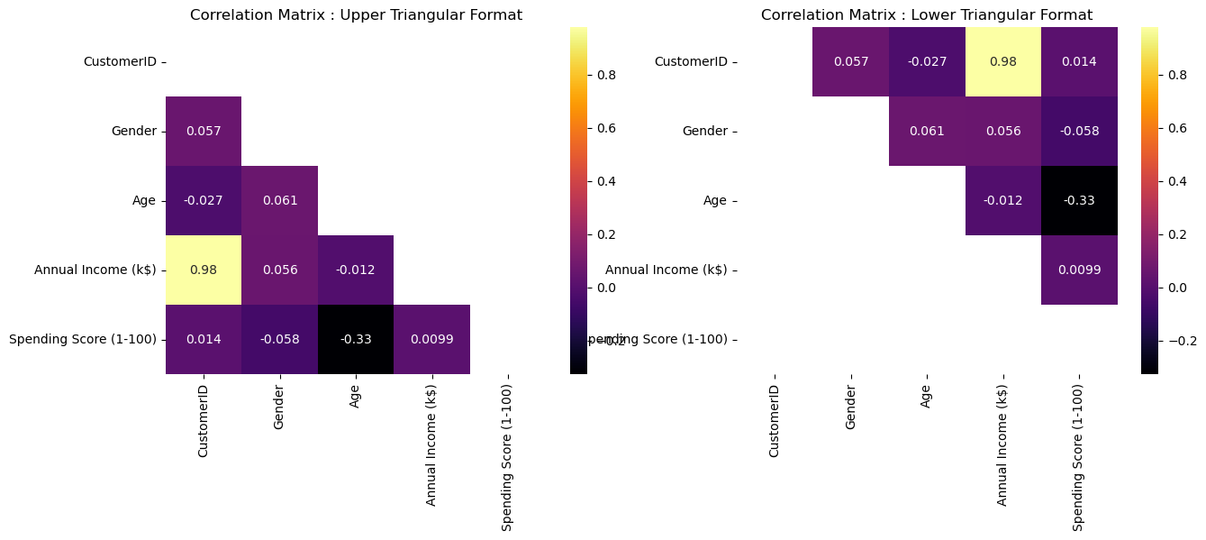 Correlation Matrix : Upper Triangular Format
CustomerID
Gender
0.057
Age
-0.027 0.061
Annual Income (k$)
0.98 0.056 -0.012
Spending Score (1-100)
0.014 -0.058 -0.33 0.0099
CustomerID
Gender
Age
Annual Income (k$)
Spending Score (1-100)
0.8
0.6
0.4
0.2
0.0
−0.2
Correlation Matrix : Lower Triangular Format
CustomerID
0.057 -0.027 0.98 0.014
Gender
0.061 0.056 -0.058
Age
-0.012 -0.33
Annual Income (k$)
0.0099
pending Score (1-100)
CustomerID
Gender
Age
Annual Income (k$)
Spending Score (1-100)
0.8
0.6
0.4
0.2
0.0
−0.2